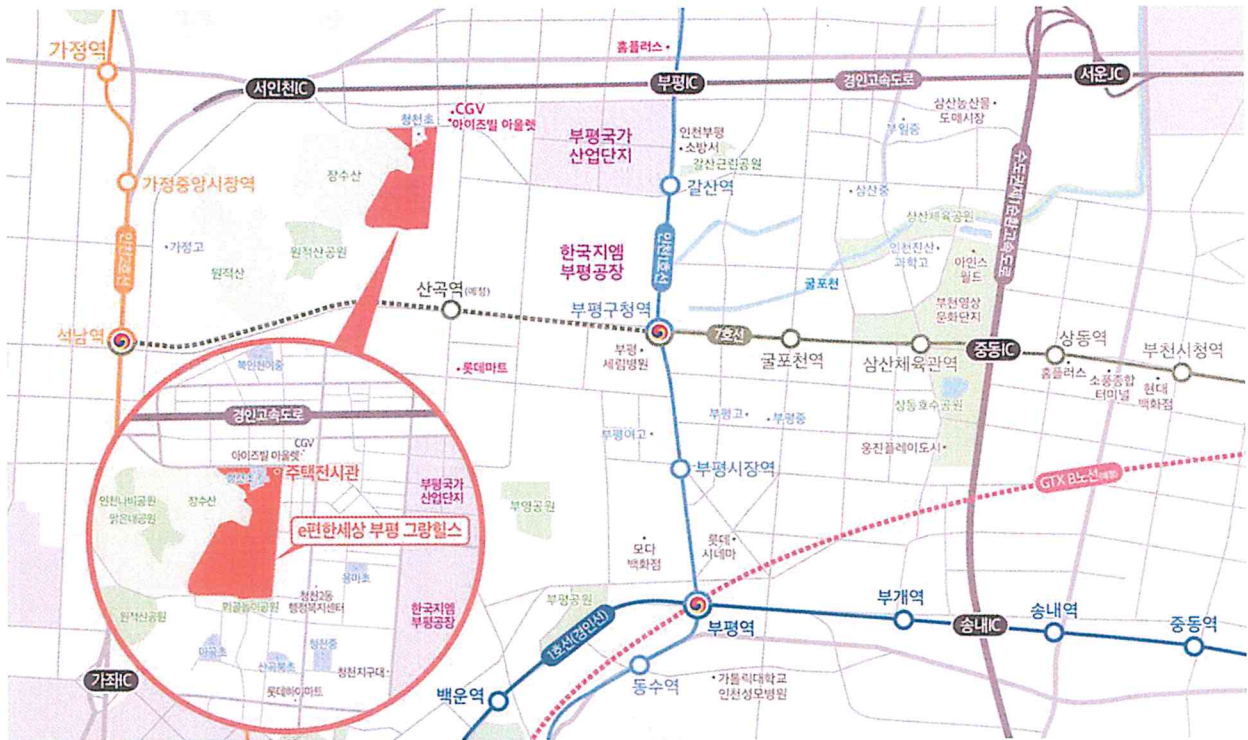 가정역
서인천IC
홈플러스
부평IC
경인고속도로
서운JC
청천초
CGV
아이즈빌 아울렛
부평국가
산업단지
인천부평
소방서
갈산근린공원
부일중
삼산농산물
도매시장
수도권제1순환고속도로
가정중앙시장역
장수산
갈산역
삼산중
인천2호선
가정고
원적산
원적산공원
한국지엠
부평공장
인천1호선
삼산체육공원
인천진산
과학고
아인스
월드
굴포천
부천영상
문화단지
산곡역(예정)
부평구청역
7호선
석남역
부평
세림병원
굴포천역
삼산체육관역
중동IC
상동역
홈플러스
부천시청역
소풍종합
터미널
현대
백화점
롯데마트
상동호수공원
부평고
부평중
부평여고
웅진플레이도시
부평시장역
GTX B노선(예정)
부영공원
모다
백화점
롯데
시네마
부평공원
부평역
부개역
송내IC
송내역
중동역
1호선(경인선)
백운역
동수역
가톨릭대학교
인천성모병원
가좌IC
북인천여중
경인고속도로
CGV
아이즈빌 아울렛
청천초
주택전시관
인천나비공원
장수산
맑은내공원
부평국가
산업단지
e편한세상 부평 그랑힐스
용마초
청천2동
행정복지센터
원적산공원
뫼골놀이공원
한국지엠
부평공장
마곡초
산곡북초
청천중
청천지구대
롯데하이마트